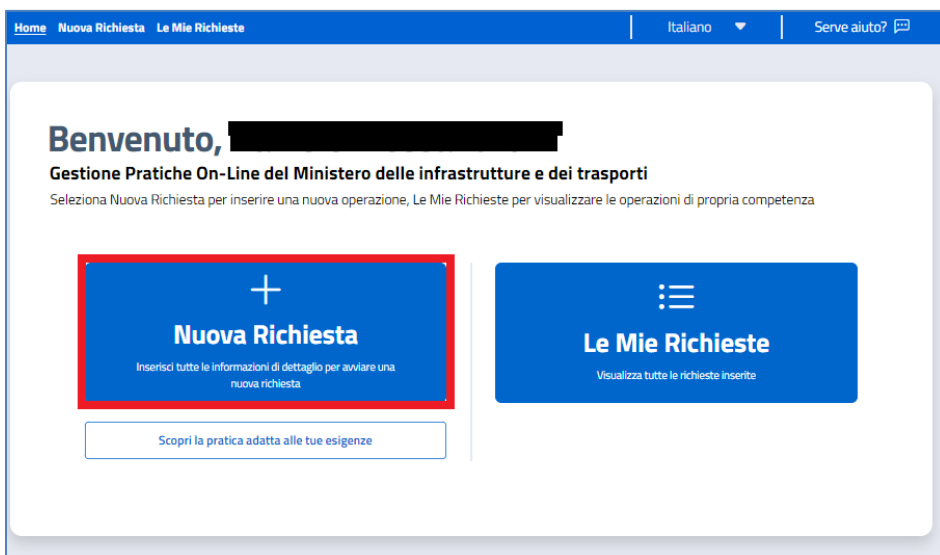 Home Nuova Richiesta Le Mie Richieste Italiano Serve aiuto?
Benvenuto,
Gestione Pratiche On-Line del Ministero delle infrastrutture e dei trasporti
Seleziona Nuova Richiesta per inserire una nuova operazione, Le Mie Richieste per visualizzare le operazioni di propria competenza
Nuova Richiesta
Inserisci tutte le informazioni di dettaglio per avviare una
nuova richiesta
Scopri la pratica adatta alle tue esigenze
Le Mie Richieste
Visualizza tutte le richieste inserite